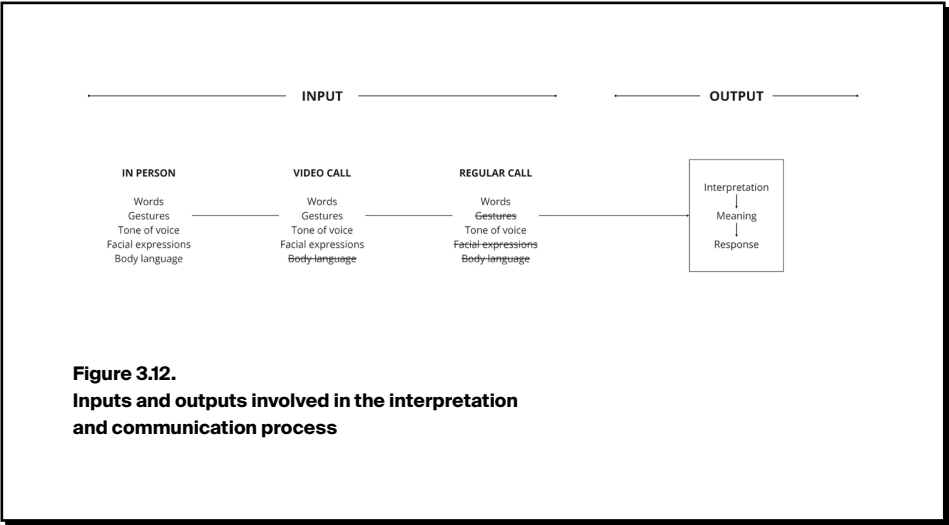 INPUT
OUTPUT
IN PERSON
Words
Gestures
Tone of voice
Facial expressions
Body language
VIDEO CALL
Words
Gestures
Tone of voice
Facial expressions
Body language
REGULAR CALL
Words
Gestures
Tone of voice
Facial expressions
Body language
Interpretation
Meaning
Response
Figure 3.12.
Inputs and outputs involved in the interpretation
and communication process